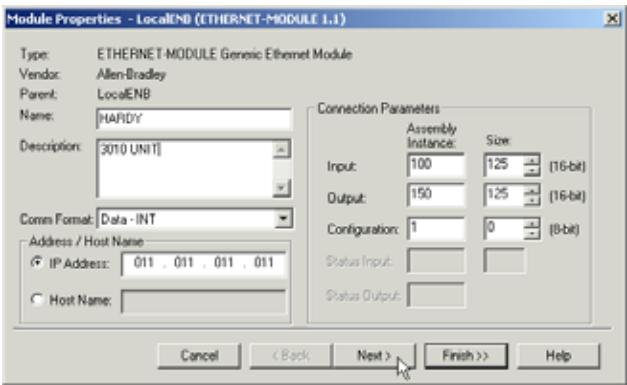 Module Properties - LocalENB (ETHERNET-MODULE 1.1)
Type: ETHERNET-MODULE Generic Ethernet Module
Vendor: Allen-Bradley
Parent: LocalENB
Name: HARDY
Description: 3010 UNIT
Comm Format: Data - INT
Address / Host Name
IP Address: 011 . 011 . 011 . 011
Host Name:
Connection Parameters
Assembly Instance: Size:
Input: 100 125 (16-bit)
Output: 150 125 (16-bit)
Configuration: 1 0 (8-bit)
Status Input:
Status Output:
Cancel < Back Next > Finish >> Help